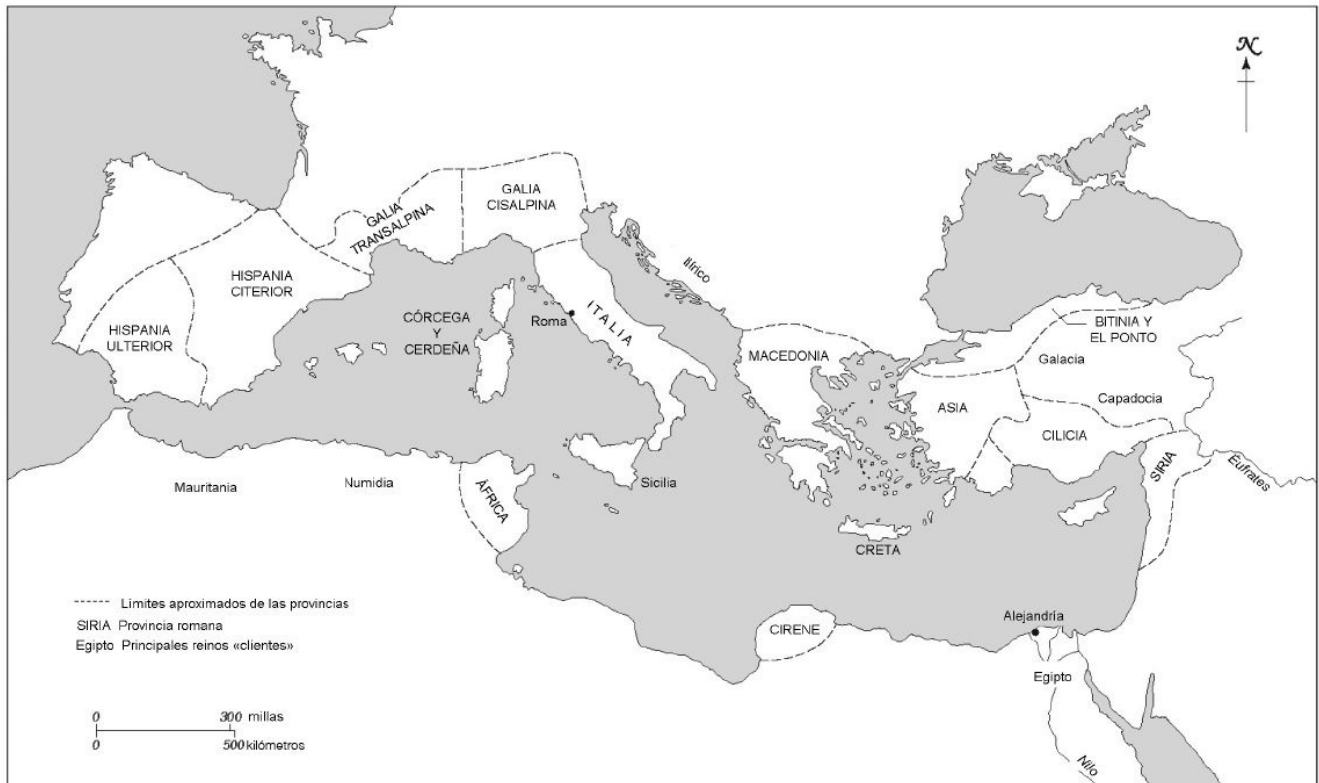 N
GALIA
CISALPINA
GALIA
TRANSALPINA
Ilírico
HISPANIA
CITERIOR
HISPANIA
ULTERIOR
CÓRCEGA
Y
CERDEÑA
Roma
ITALIA
MACEDONIA
BITINIA Y
EL PONTO
Galacia
ASIA
Capadocia
CILICIA
SIRIA
Éufrates
Mauritania
Numidia
ÁFRICA
Sicilia
CRETA
CIRENE
Alejandría
Egipto
Nilo
Límites aproximados de las provincias
SIRIA Provincia romana
Egipto Principales reinos «clientes»
0 300 millas
0 500 kilómetros